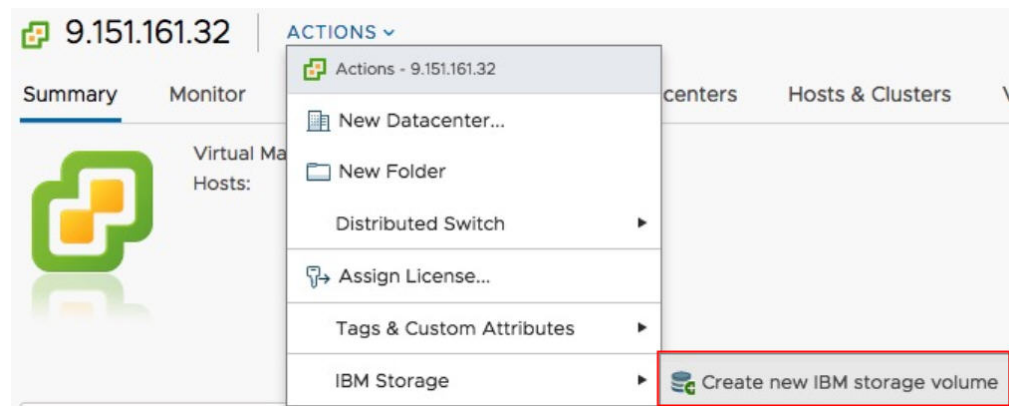 9.151.161.32 ACTIONS
Actions - 9.151.161.32
Summary Monitor centers Hosts & Clusters
New Datacenter...
Virtual Ma
New Folder
Hosts:
Distributed Switch
Assign License...
Tags & Custom Attributes
IBM Storage Create new IBM storage volume